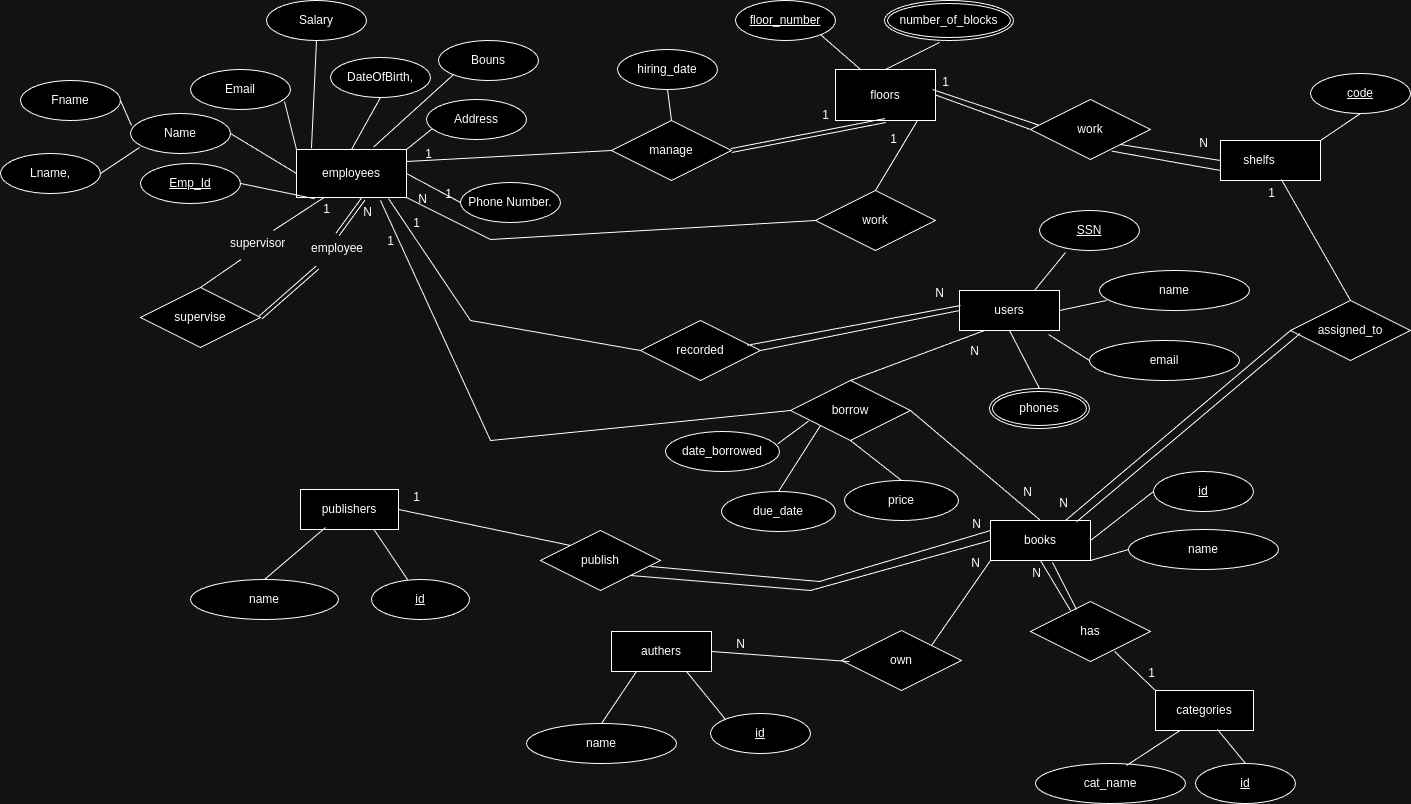 Salary
floor_number
number_of_blocks
Bouns
DateOfBirth,
hiring_date
Email
Fname
floors
1
code
1
Address
Name
work
1
manage
N
1
1
shelfs
employees
Lname,
Emp_Id
1
Phone Number.
N
1
1
N
1
work
SSN
1
supervisor
employee
name
N
users
supervise
assigned_to
recorded
N
email
borrow
phones
date_borrowed
publishers
1
due_date
price
N
N
id
N
books
name
publish
N
N
name
id
has
authers
N
own
1
categories
name
id
cat_name
id